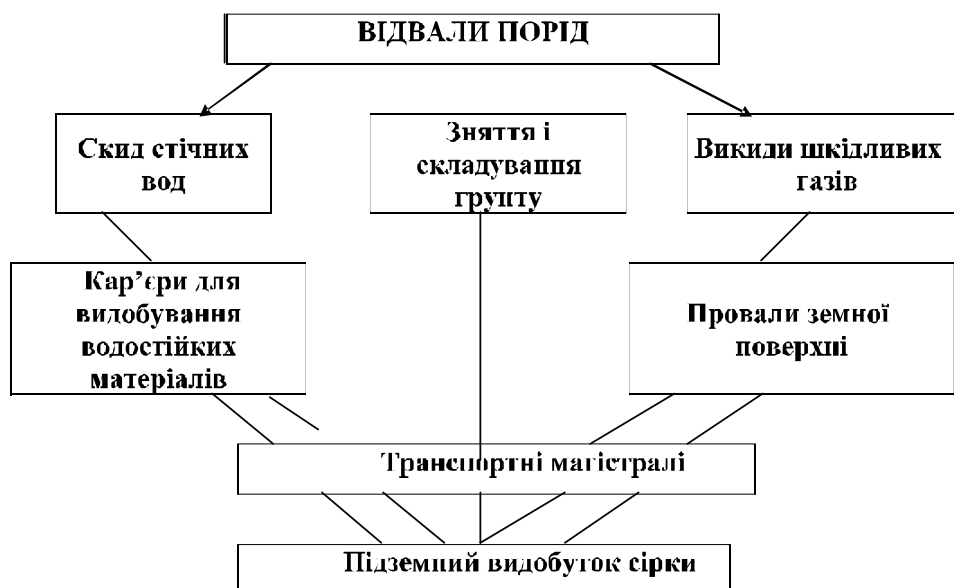 ВІДВАЛИ ПОРІД
Скид стічних
вод
Зняття і
складування
грунту
Викиди шкідливих
газів
Кар’єри для
видобування
водостійких
матеріалів
Провали земної
поверхні
Транспортні магістралі
Підземний видобуток сірки